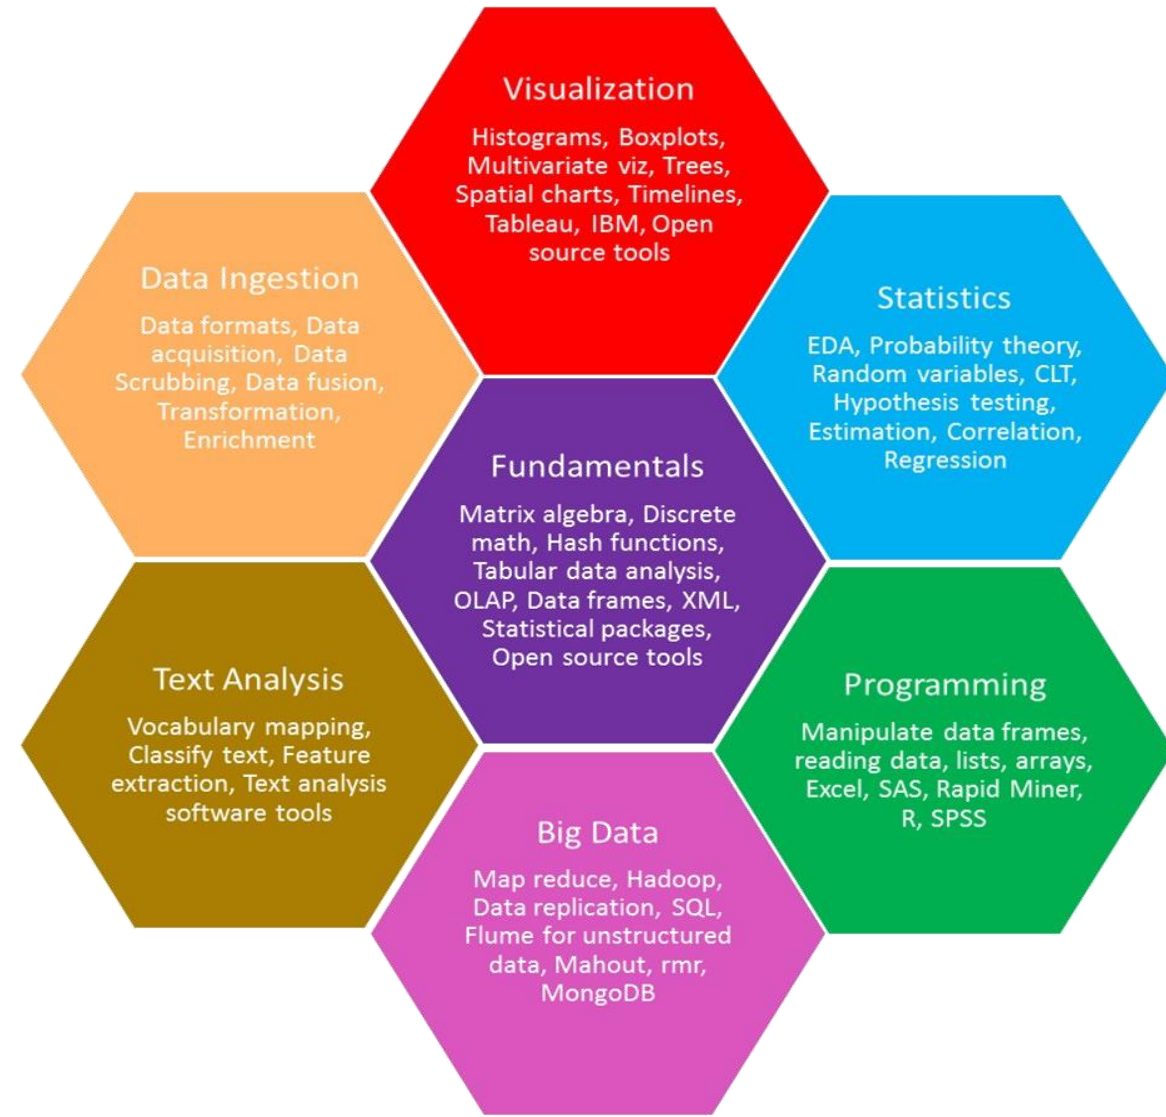 Visualization
Histograms, Boxplots,
Multivariate viz, Trees,
Spatial charts, Timelines,
Tableau, IBM, Open
source tools
Data Ingestion
Data formats, Data
acquisition, Data
Scrubbing, Data fusion,
Transformation,
Enrichment
Statistics
EDA, Probability theory,
Random variables, CLT,
Hypothesis testing,
Estimation, Correlation,
Regression
Fundamentals
Matrix algebra, Discrete
math, Hash functions,
Tabular data analysis,
OLAP, Data frames, XML,
Statistical packages,
Open source tools
Text Analysis
Vocabulary mapping,
Classify text, Feature
extraction, Text analysis
software tools
Programming
Manipulate data frames,
reading data, lists, arrays,
Excel, SAS, Rapid Miner,
R, SPSS
Big Data
Map reduce, Hadoop,
Data replication, SQL,
Flume for unstructured
data, Mahout, rmr,
MongoDB